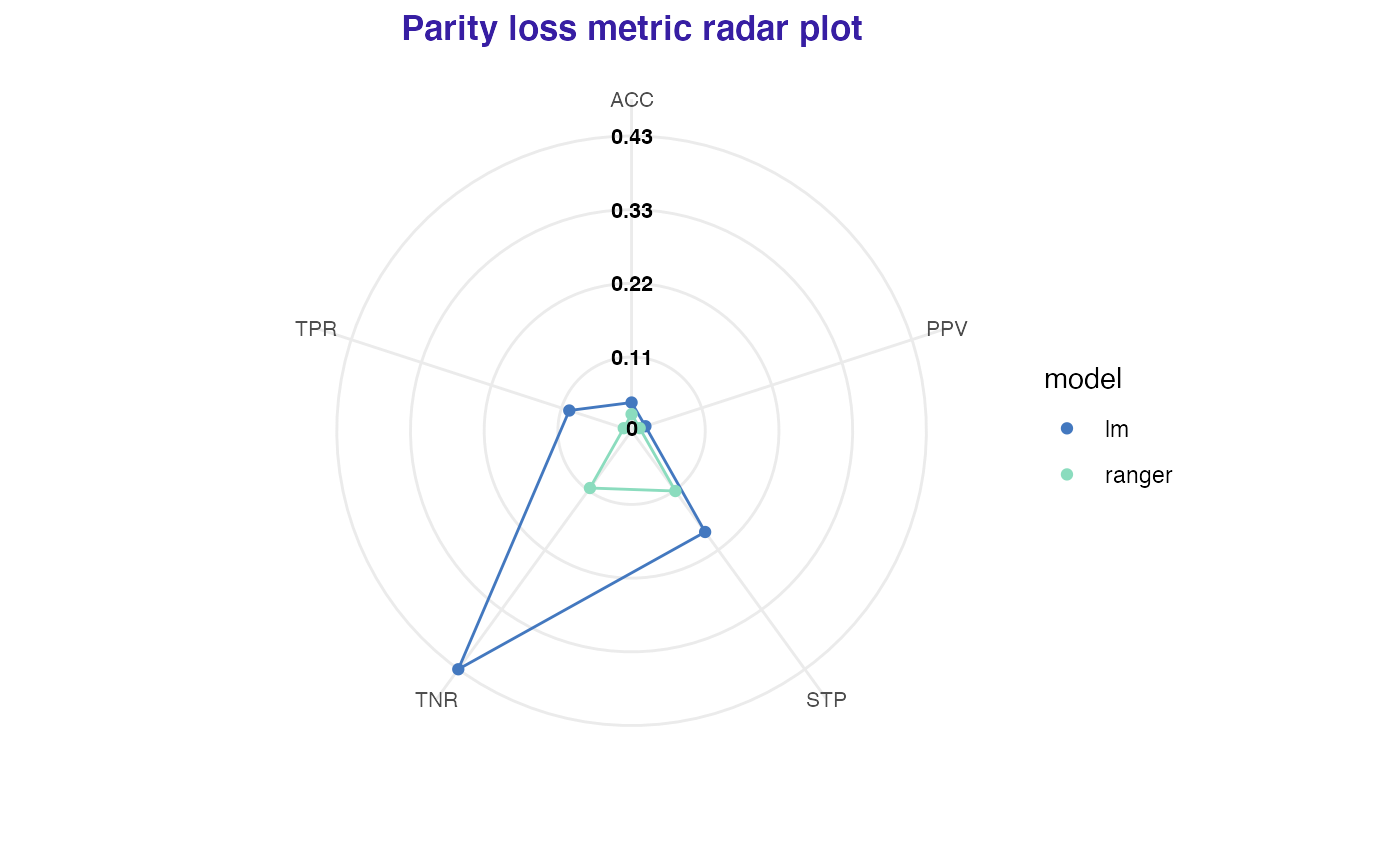 Parity loss metric radar plot
ACC
0.43
0.33
0.22
0.11
0
TPR
PPV
TNR
STP
model
lm
ranger